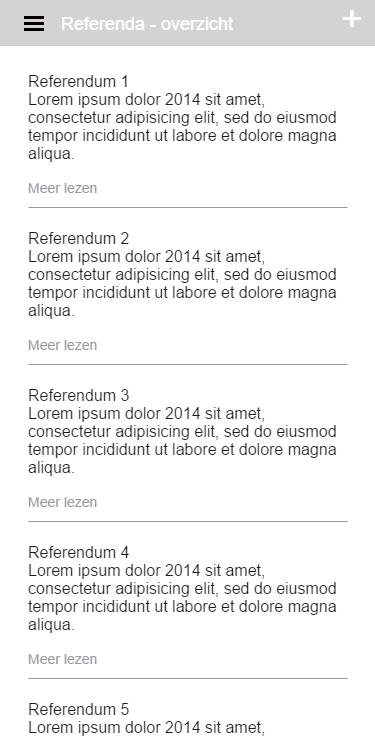 Referenda - overzicht
Referendum 1
Lorem ipsum dolor 2014 sit amet,
consectetur adipisicing elit, sed do eiusmod
tempor incididunt ut labore et dolore magna
aliqua.
Meer lezen
Referendum 2
Lorem ipsum dolor 2014 sit amet,
consectetur adipisicing elit, sed do eiusmod
tempor incididunt ut labore et dolore magna
aliqua.
Meer lezen
Referendum 3
Lorem ipsum dolor 2014 sit amet,
consectetur adipisicing elit, sed do eiusmod
tempor incididunt ut labore et dolore magna
aliqua.
Meer lezen
Referendum 4
Lorem ipsum dolor 2014 sit amet,
consectetur adipisicing elit, sed do eiusmod
tempor incididunt ut labore et dolore magna
aliqua.
Meer lezen
Referendum 5
Lorem ipsum dolor 2014 sit amet,